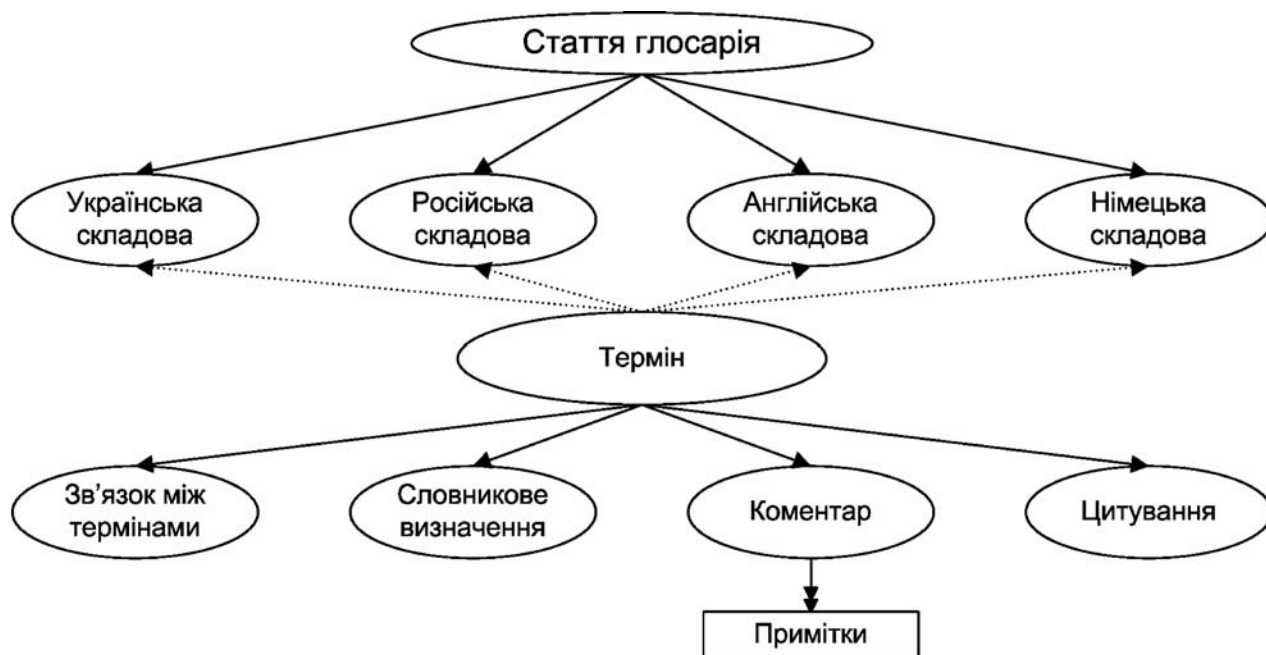 Стаття глосарія
Українська
складова
Російська
складова
Англійська
складова
Німецька
складова
Термін
Зв’язок між
термінами
Словникове
визначення
Коментар
Цитування
Примітки